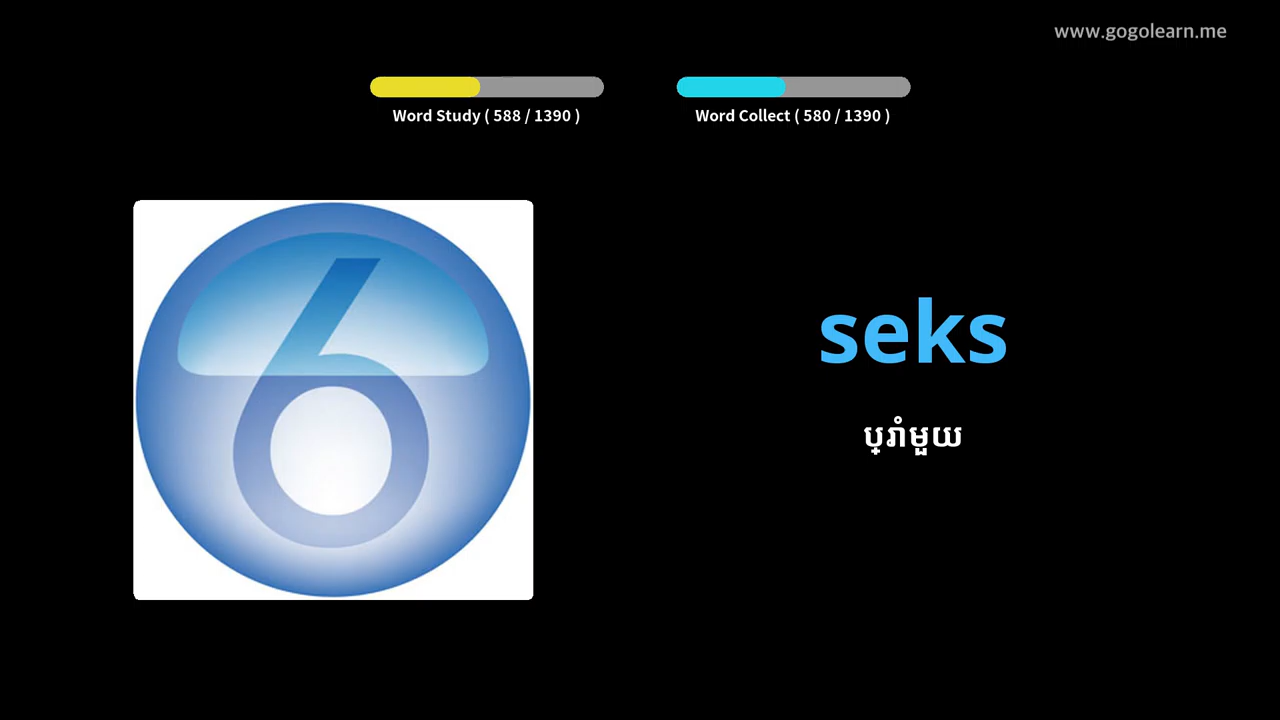 www.gogolearn.me
Word Study ( 588 / 1390 )
Word Collect ( 580 / 1390 )
6
seks
ប្រាំមួយ